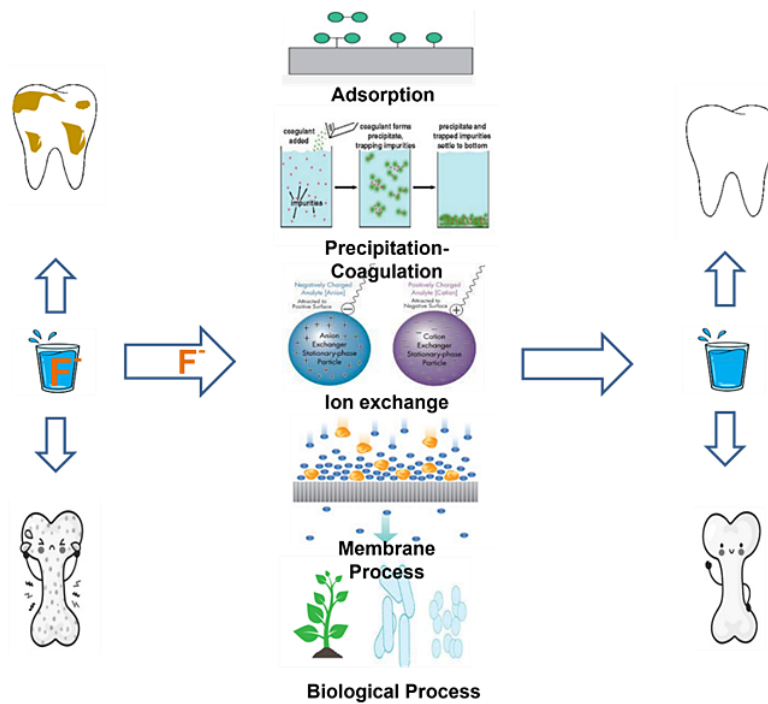 Adsorption
coagulant
added
coagulant forms
precipitate,
trapping impurities
precipitate and
trapped impurities
settle to bottom
impurities
Precipitation-
Coagulation
Negatively Charged
Analyte [Anion]
Attracted to
Positive Surface
Anion
Exchanger
Stationary-phase
Particle
Positively Charged
Analyte [Cation]
Attracted to
Negative Surface
Cation
Exchanger
Stationary-phase
Particle
F-
F-
Ion exchange
Membrane
Process
Biological Process